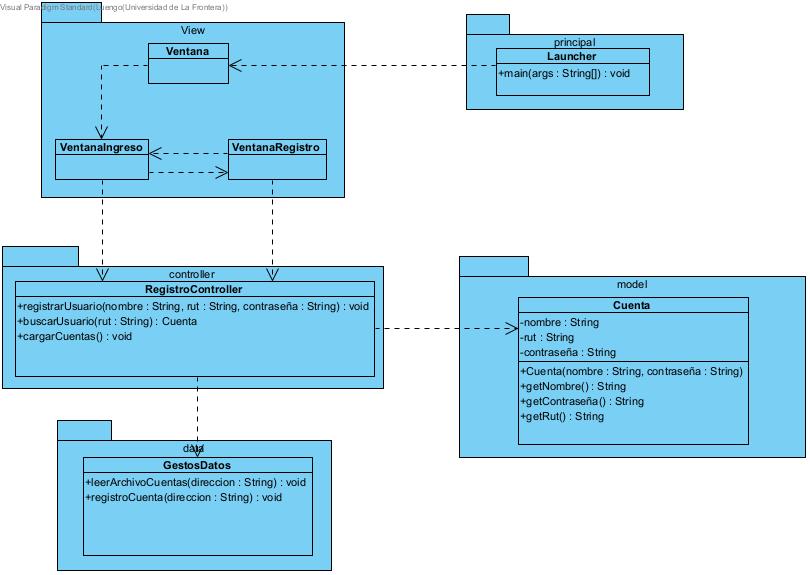 Visual Paradigm Standard(Luengo(Universidad de La Frontera))
View
Ventana
VentanaIngreso
VentanaRegistro
principal
Launcher
+main(args : String[]) : void
controller
RegistroController
+registrarUsuario(nombre : String, rut : String, contraseña : String) : void
+buscarUsuario(rut : String) : Cuenta
+cargarCuentas() : void
model
Cuenta
-nombre : String
-rut : String
-contraseña : String
+Cuenta(nombre : String, contraseña : String)
+getNombre() : String
+getContraseña() : String
+getRut() : String
data
GestosDatos
+leerArchivoCuentas(direccion : String) : void
+registroCuenta(direccion : String) : void